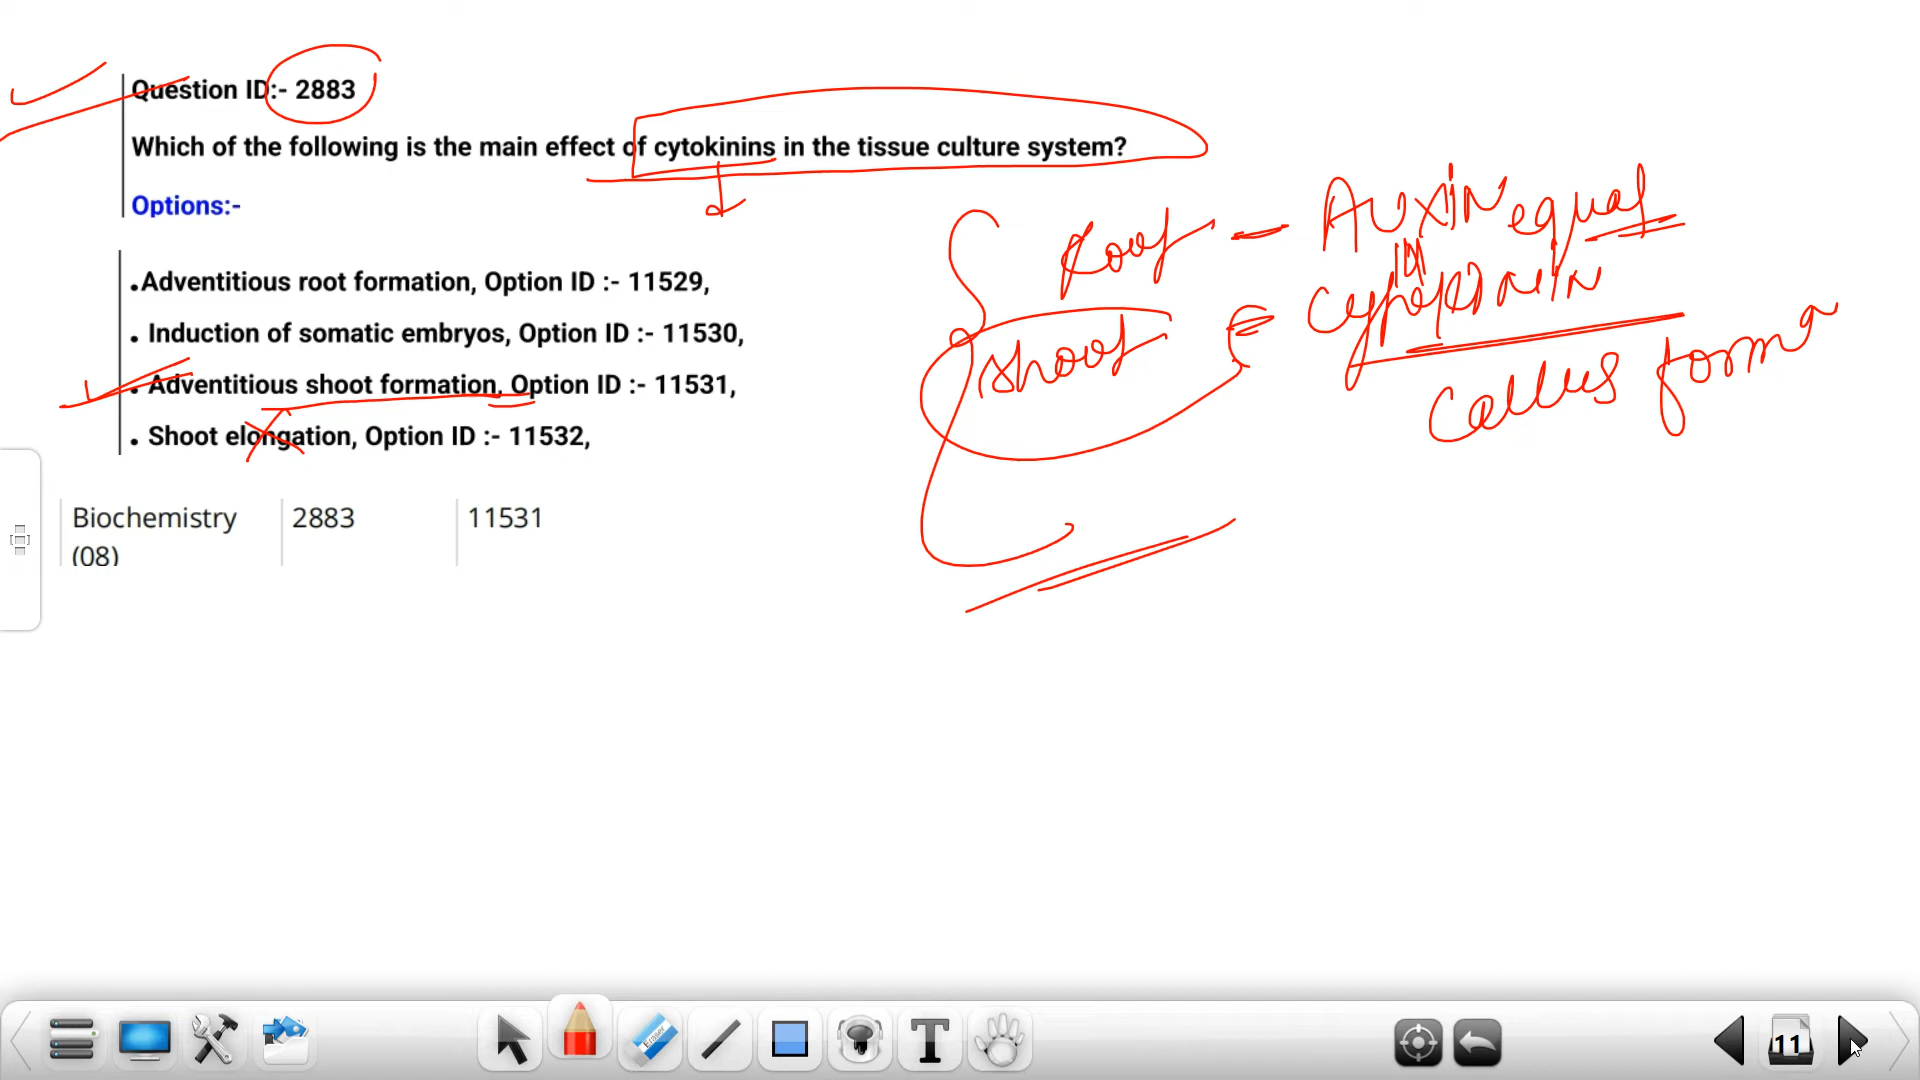 Question ID:- 2883
Which of the following is the main effect of cytokinins in the tissue culture system?
Options:-
.Adventitious root formation, Option ID :- 11529,
. Induction of somatic embryos, Option ID :- 11530,
. Adventitious shoot formation, Option ID :- 11531,
. Shoot elongation, Option ID :- 11532,
Biochemistry (08) 2883 11531
Root - AUXIN equal
shoot CytokININ
Callus forma
Eraser
T
11